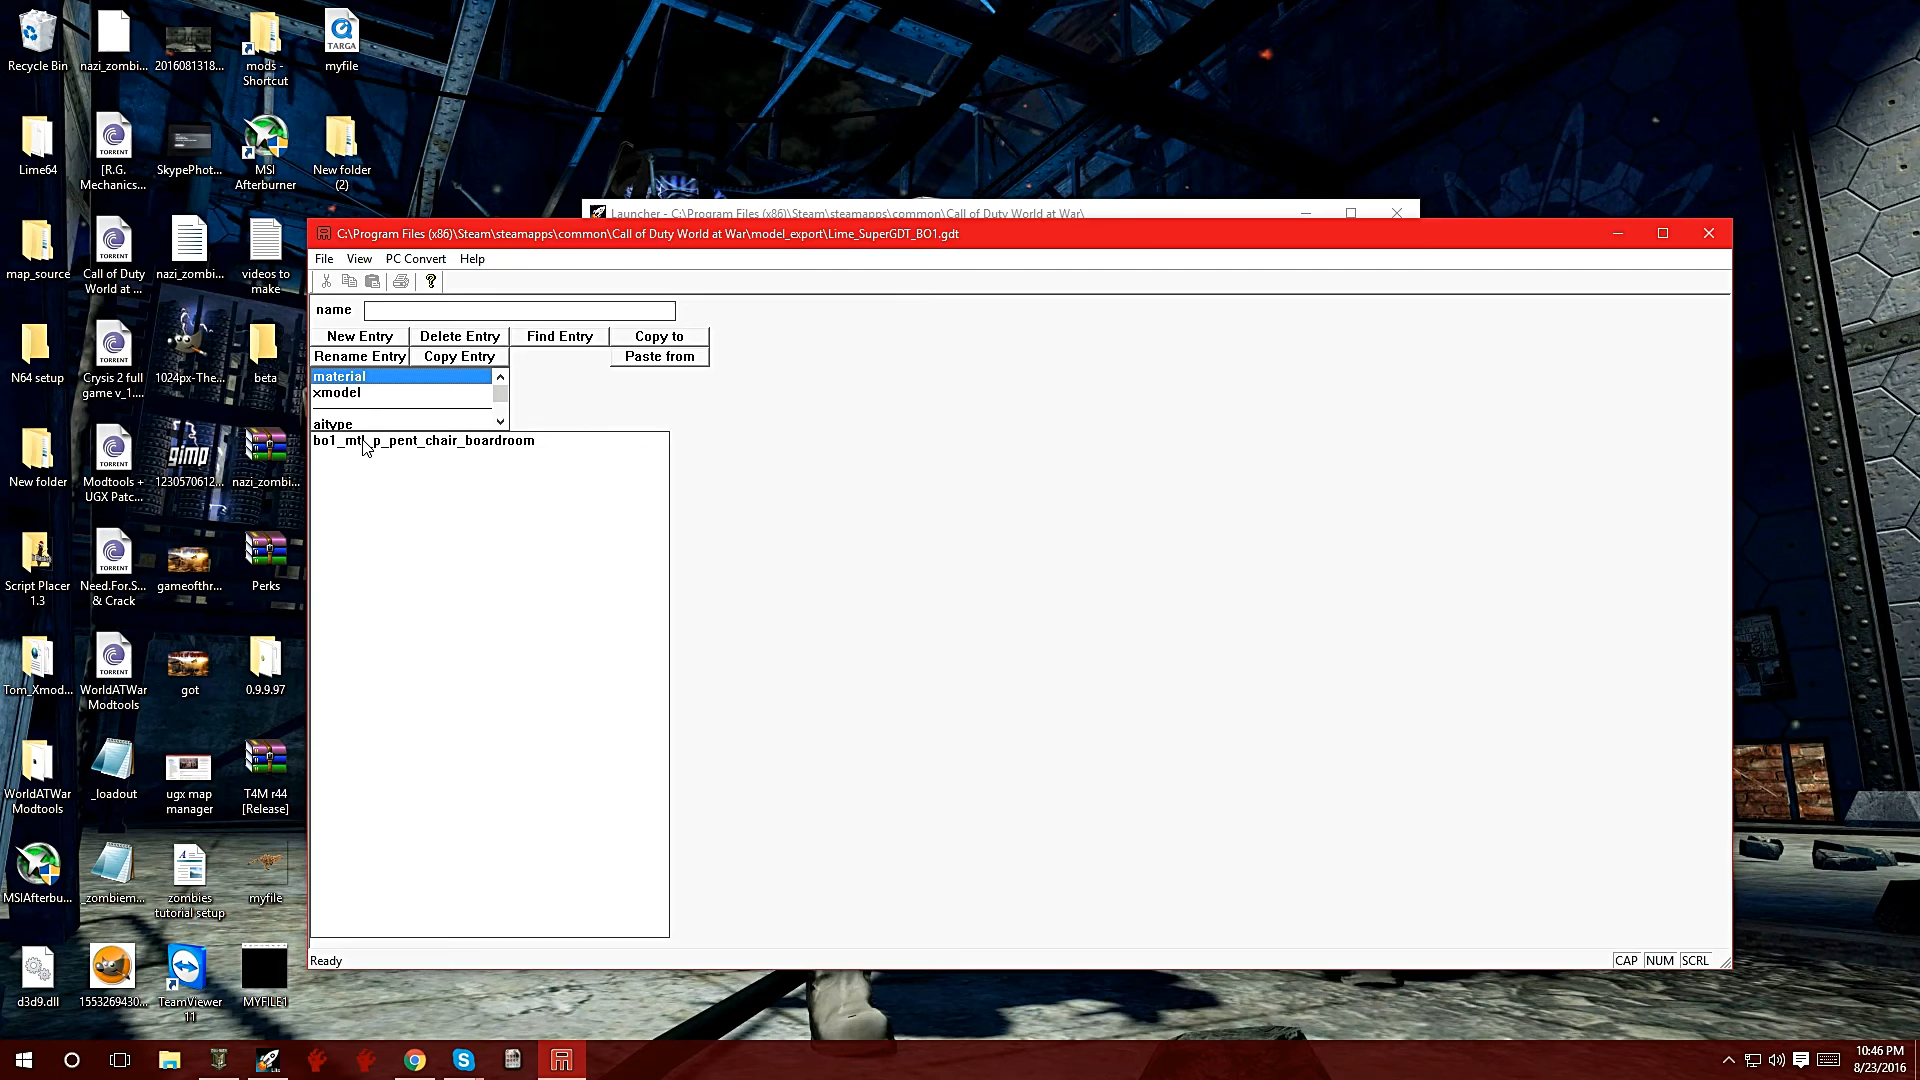 Recycle Bin
nazi_zombi...
2016081318...
mods -
Shortcut
TARGA
myfile
Lime64
TORRENT
[R.G.
Mechanics...
SkypePhot...
MSI
Afterburner
New folder
(2)
map_source
TORRENT
Call of Duty
World at ...
nazi_zombi...
videos to
make
N64 setup
TORRENT
Crysis 2 full
game v_1....
1024px-The...
beta
New folder
TORRENT
Modtools +
UGX Patc...
gimp
1230570612...
nazi_zombi...
Script Placer
1.3
TORRENT
Need.For.S...
& Crack
gameofthr...
Perks
Tom_Xmod...
TORRENT
WorldATWar
Modtools
got
0.9.9.97
WorldATWar
Modtools
_loadout
ugx map
manager
T4M r44
[Release]
MSIAfterbu...
_zombiem...
zombies
tutorial setup
myfile
d3d9.dll
1553269430...
TeamViewer
11
MYFILE1
Launcher - C:\Program Files (x86)\Steam\steamapps\common\Call of Duty World at War\
C:\Program Files (x86)\Steam\steamapps\common\Call of Duty World at War\model_export\Lime_SuperGDT_BO1.gdt
File View PC Convert Help
name
New Entry Delete Entry Find Entry Copy to
Rename Entry Copy Entry Paste from
material
xmodel
aitype
bo1_mtl_p_pent_chair_boardroom
Ready
CAP NUM SCRL
10:46 PM
8/23/2016